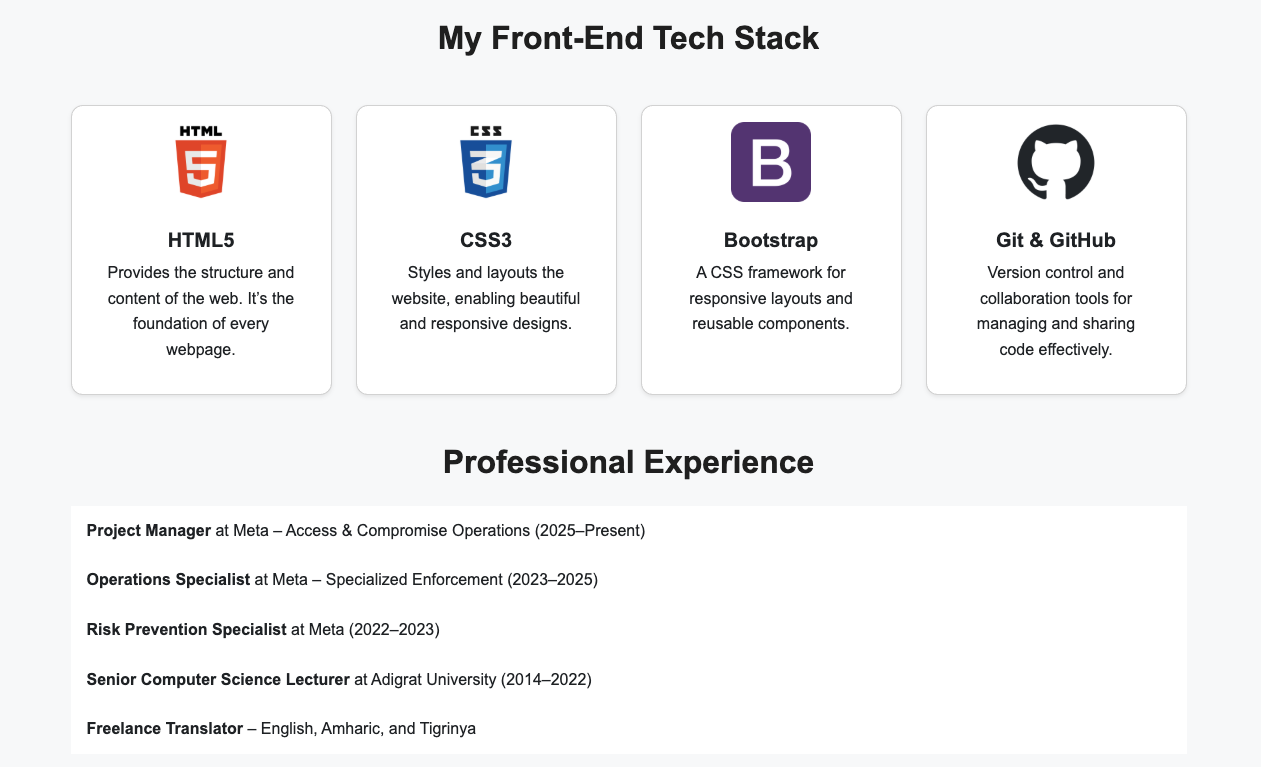 My Front-End Tech Stack
HTML
5
HTML5
Provides the structure and
content of the web. It’s the
foundation of every
webpage.
CSS
3
CSS3
Styles and layouts the
website, enabling beautiful
and responsive designs.
B
Bootstrap
A CSS framework for
responsive layouts and
reusable components.
Git & GitHub
Version control and
collaboration tools for
managing and sharing
code effectively.
Professional Experience
Project Manager at Meta – Access & Compromise Operations (2025–Present)
Operations Specialist at Meta – Specialized Enforcement (2023–2025)
Risk Prevention Specialist at Meta (2022–2023)
Senior Computer Science Lecturer at Adigrat University (2014–2022)
Freelance Translator – English, Amharic, and Tigrinya